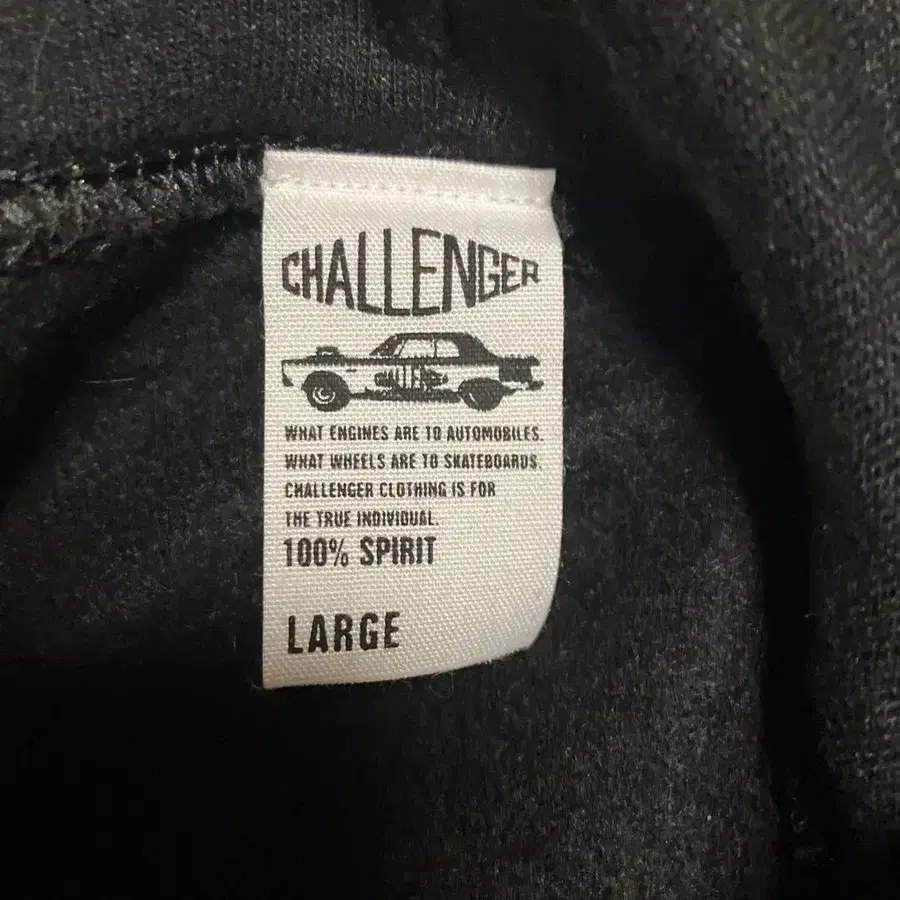 CHALLENGER
WHAT ENGINES ARE TO AUTOMOBILES.
WHAT WHEELS ARE TO SKATEBOARDS.
CHALLENGER CLOTHING IS FOR
THE TRUE INDIVIDUAL.
100% SPIRIT
LARGE